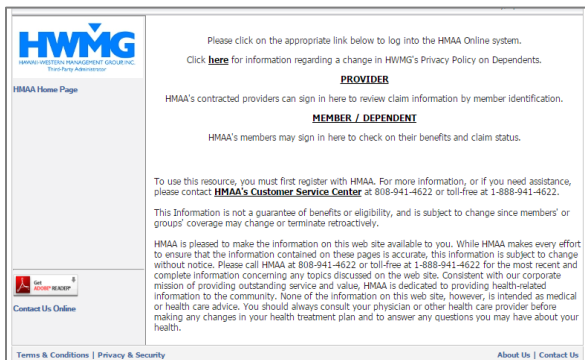 HWMG
HAWAII-WESTERN MANAGEMENT GROUP, INC.
Third-Party Administrator
HMAA Home Page
Get
ADOBE® READER®
Contact Us Online
Please click on the appropriate link below to log into the HMAA Online system.
Click here for information regarding a change in HWMG's Privacy Policy on Dependents.
PROVIDER
HMAA's contracted providers can sign in here to review claim information by member identification.
MEMBER / DEPENDENT
HMAA's members may sign in here to check on their benefits and claim status.
To use this resource, you must first register with HMAA. For more information, or if you need assistance,
please contact HMAA's Customer Service Center at 808-941-4622 or toll-free at 1-888-941-4622.
This Information is not a guarantee of benefits or eligibility, and is subject to change since members' or
groups' coverage may change or terminate retroactively.
HMAA is pleased to make the information on this web site available to you. While HMAA makes every effort
to ensure that the information contained on these pages is accurate, this information is subject to change
without notice. Please call HMAA at 808-941-4622 or toll-free at 1-888-941-4622 for the most recent and
complete information concerning any topics discussed on the web site. Consistent with our corporate
mission of providing outstanding service and value, HMAA is dedicated to providing health-related
information to the community. None of the information on this web site, however, is intended as medical
or health care advice. You should always consult your physician or other health care provider before
making any changes in your health treatment plan and to answer any questions you may have about your
health.
Terms & Conditions | Privacy & Security
About Us | Contact Us